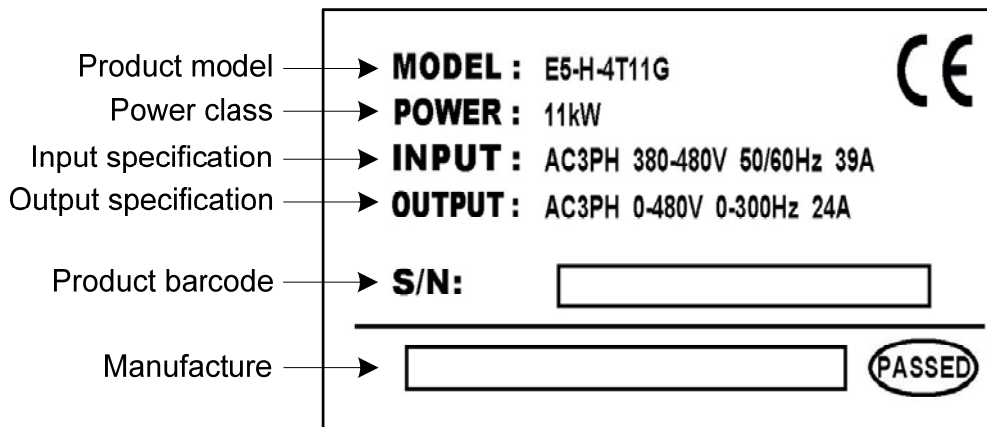 Product model MODEL : E5-H-4T11G CE
Power class POWER : 11kW
Input specification INPUT : AC3PH 380-480V 50/60Hz 39A
Output specification OUTPUT : AC3PH 0-480V 0-300Hz 24A
Product barcode S/N:
Manufacture PASSED